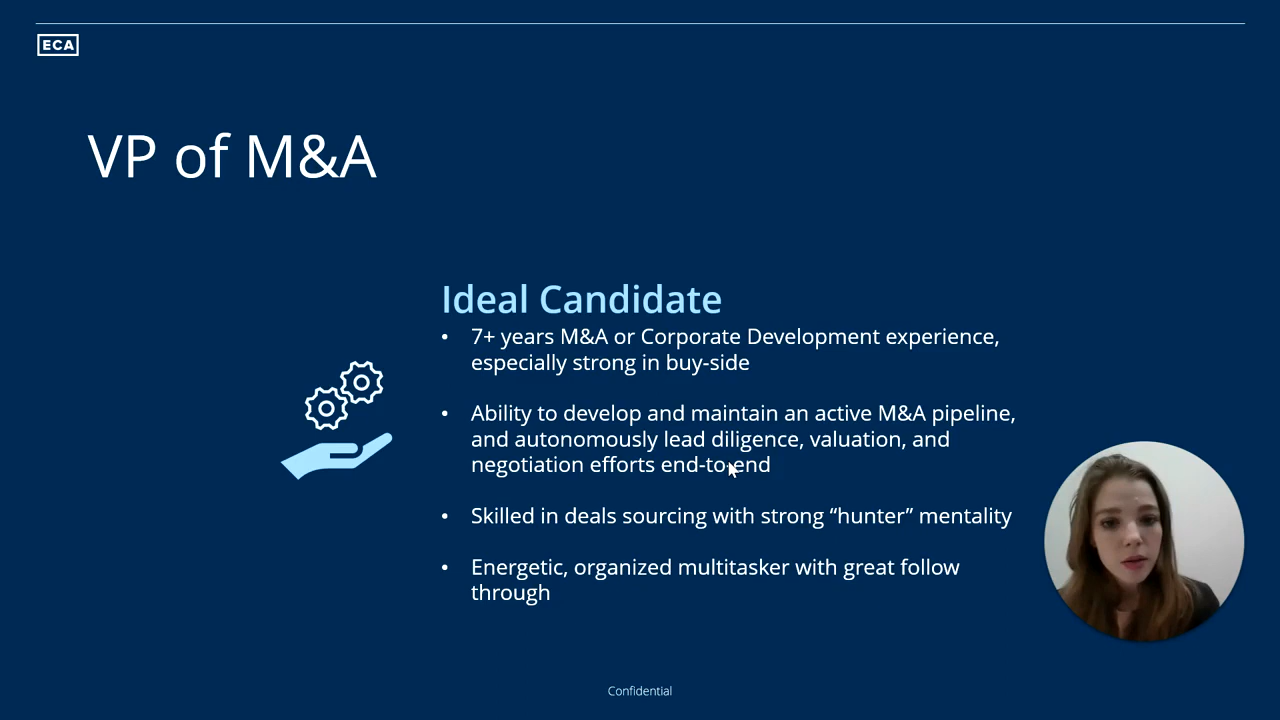 ECA
VP of M&A
Ideal Candidate
• 7+ years M&A or Corporate Development experience,
especially strong in buy-side
• Ability to develop and maintain an active M&A pipeline,
and autonomously lead diligence, valuation, and
negotiation efforts end-to-end
• Skilled in deals sourcing with strong “hunter” mentality
• Energetic, organized multitasker with great follow
through
Confidential